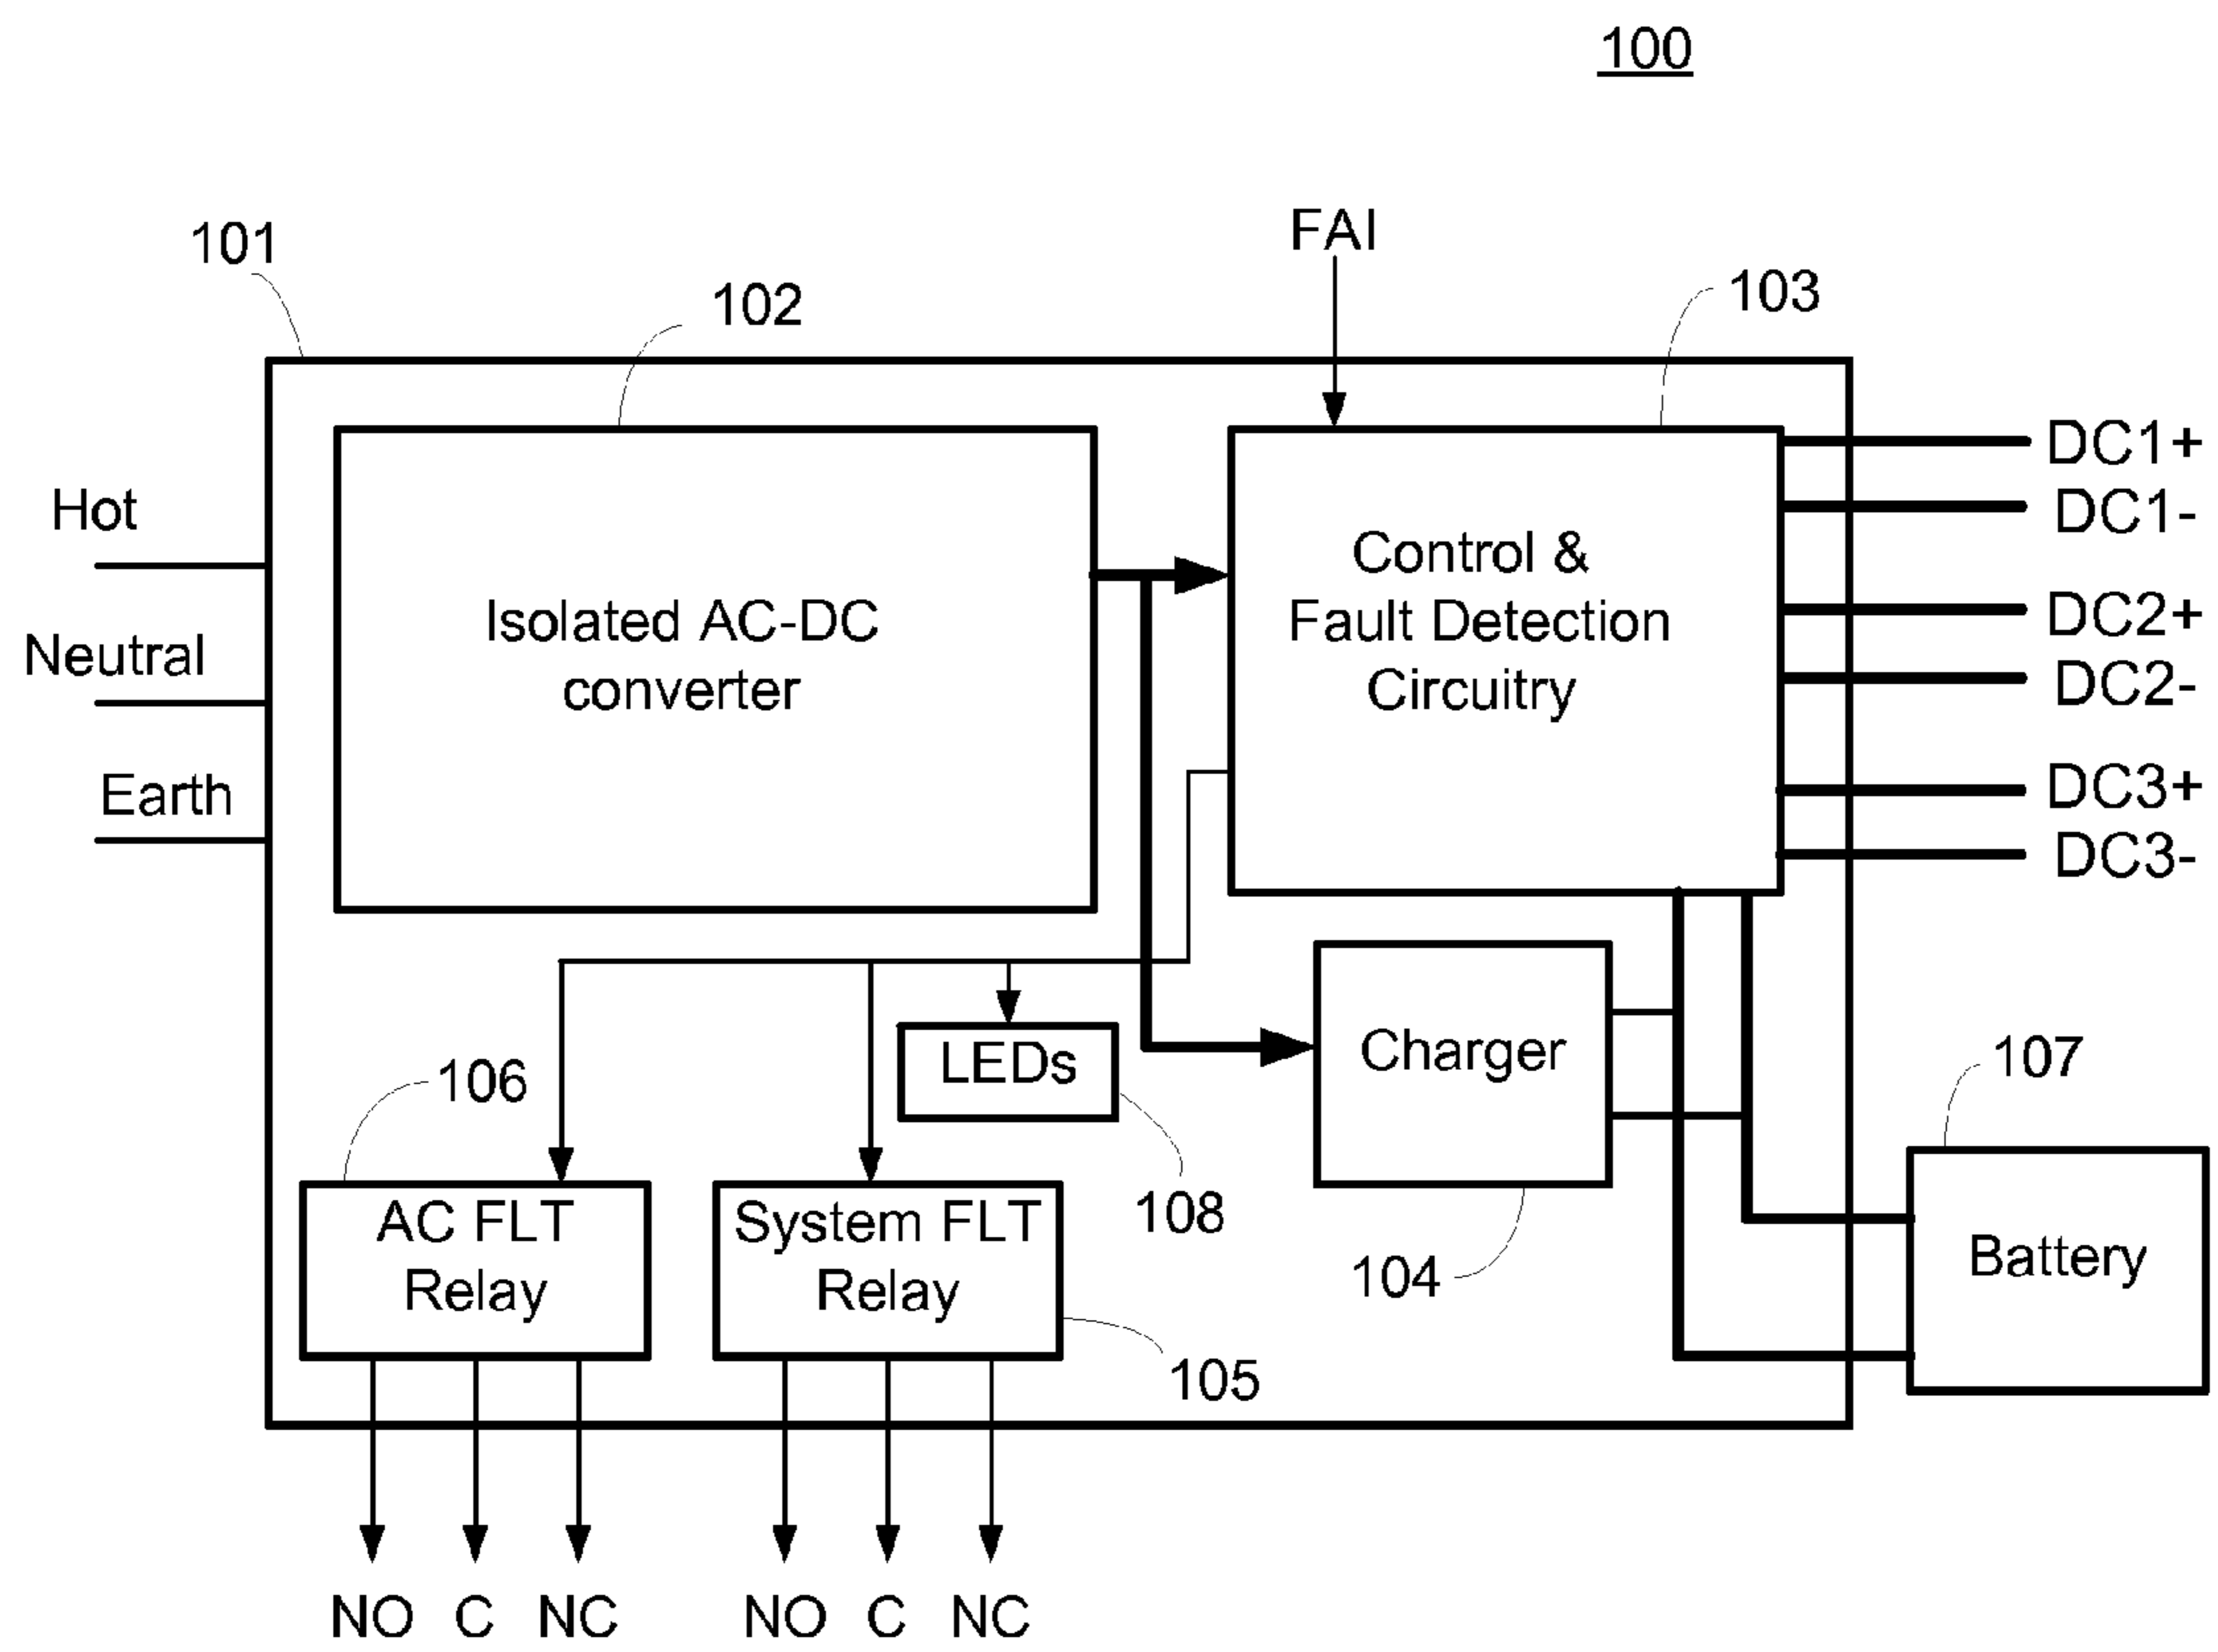 100
101
FAI
102
103
DC1+
Hot
DC1-
Control &
Isolated AC-DC
Fault Detection
DC2+
Neutral
converter
Circuitry
DC2-
Earth
DC3+
DC3-
106
LEDs
Charger
107
AC FLT
Relay
System FLT
Relay
108
104
Battery
105
NO C NC
NO C NC